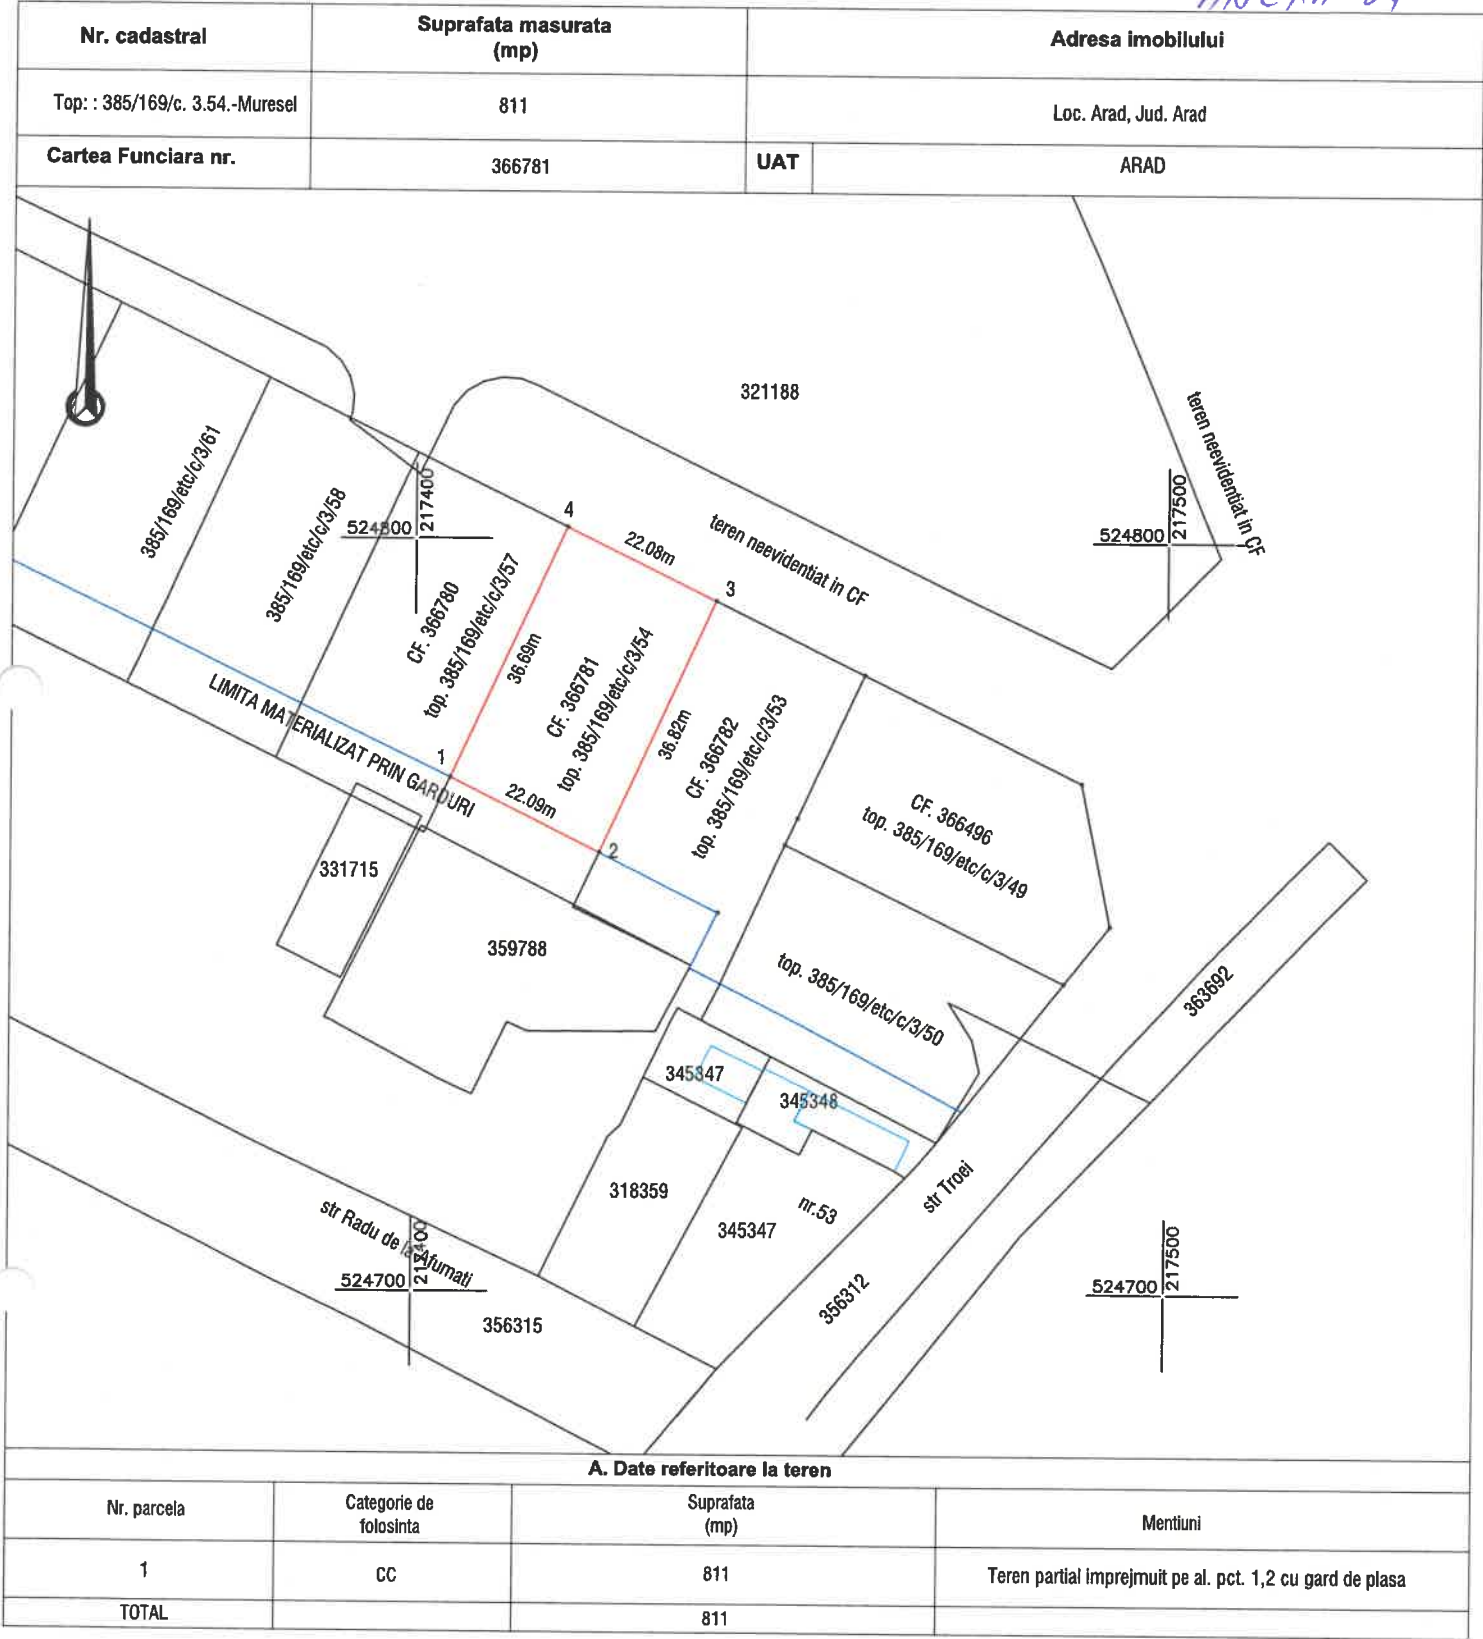 Nr. cadastral
Suprafata masurata
(mp)
Adresa imobilului
Top: : 385/169/c. 3.54.-Muresel
811
Loc. Arad, Jud. Arad
Cartea Funciara nr.
366781
UAT
ARAD
321188
teren neevidentiat in CF
385/169/etc/c/3/61
385/169/etc/c/3/58
524800
217400
4
22.08m
teren neevidentiat in CF
524800
217500
3
CF. 366780
top. 385/169/etc/c/3/57
36.69m
CF. 366781
top. 385/169/etc/c/3/54
36.82m
CF. 366782
top. 385/169/etc/c/3/53
LIMITA MATERIALIZAT PRIN GARDURI
1
22.09m
2
CF. 366496
top. 385/169/etc/c/3/49
331715
359788
top. 385/169/etc/c/3/50
363692
345347
345348
318359
345347
nr.53
str Troei
str Radu de la Afumati
524700
217400
356315
356312
524700
217500
A. Date referitoare la teren
Nr. parcela
Categorie de
folosinta
Suprafata
(mp)
Mentiuni
1
CC
811
Teren partial imprejmuit pe al. pct. 1,2 cu gard de plasa
TOTAL
811